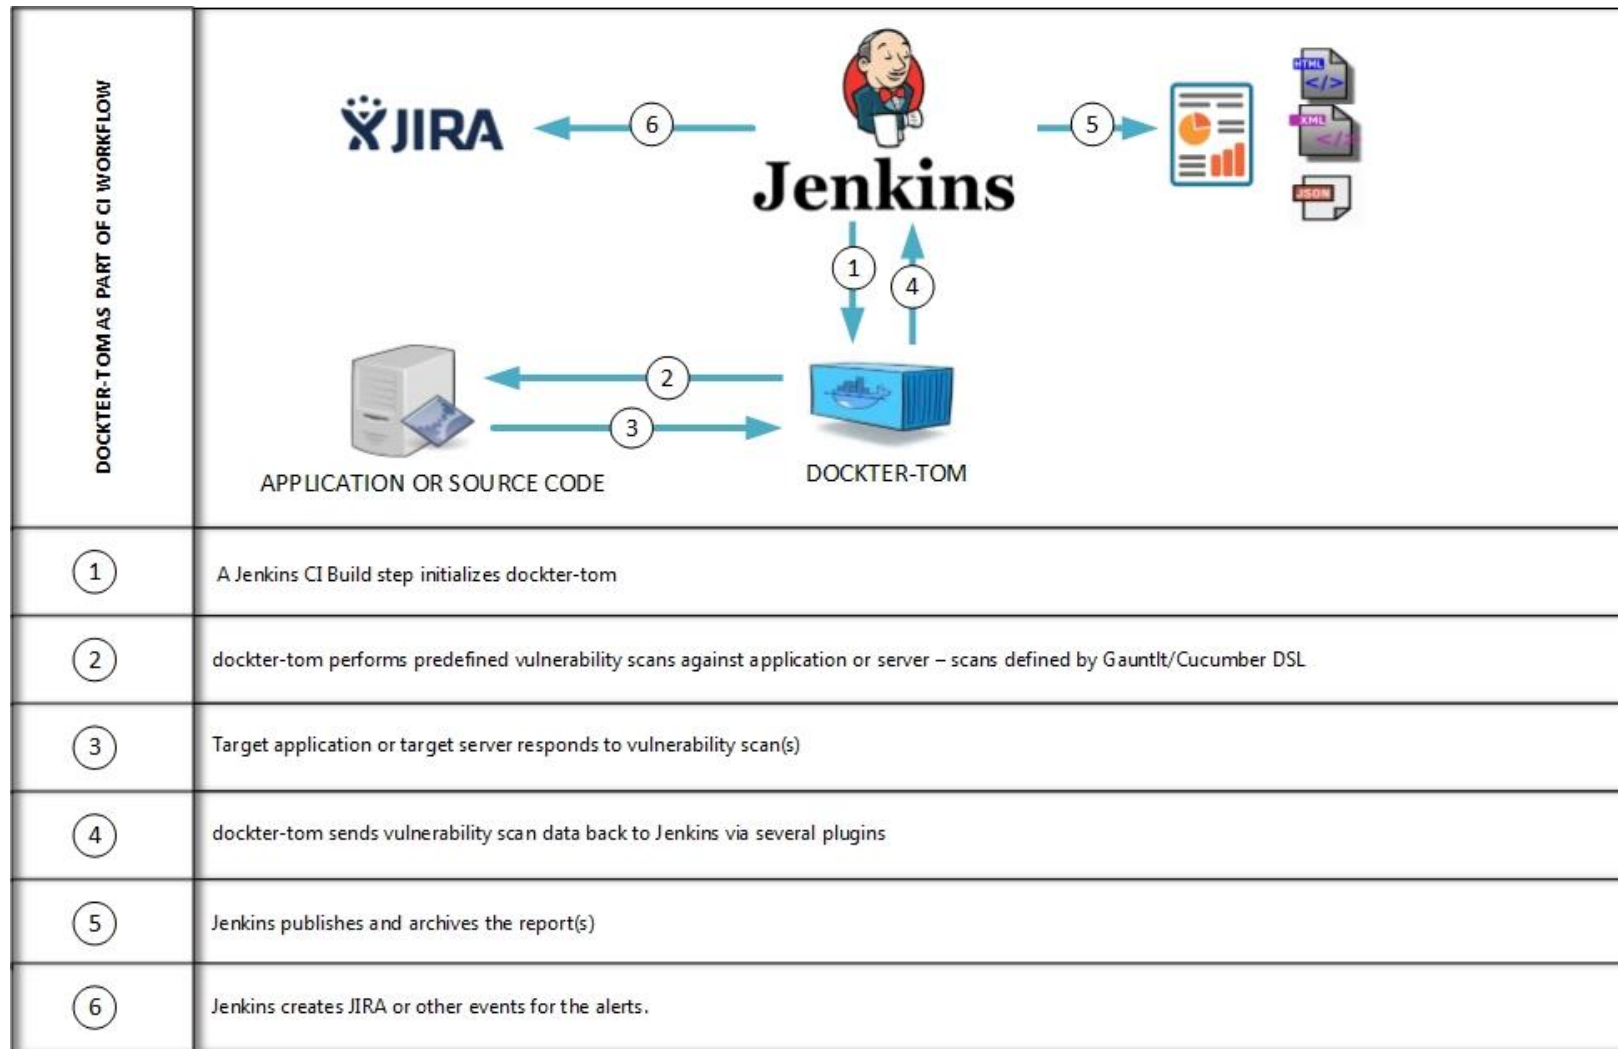 DOCKTER-TOM AS PART OF CI WORKFLOW
JIRA
6
Jenkins
5
HTML
</>
XML
</>
JSON
1
4
2
3
APPLICATION OR SOURCE CODE
DOCKTER-TOM
1
A Jenkins CI Build step initializes dockter-tom
2
dockter-tom performs predefined vulnerability scans against application or server – scans defined by GauntIt/Cucumber DSL
3
Target application or target server responds to vulnerability scan(s)
4
dockter-tom sends vulnerability scan data back to Jenkins via several plugins
5
Jenkins publishes and archives the report(s)
6
Jenkins creates JIRA or other events for the alerts.